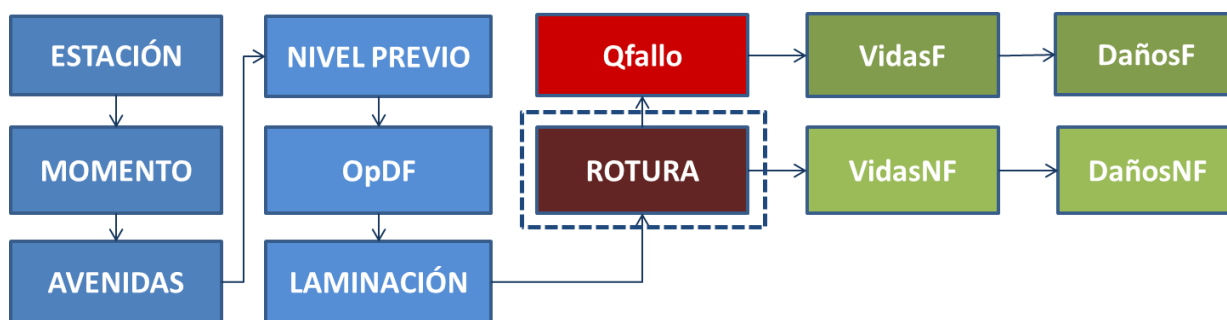 ESTACIÓN
MOMENTO
AVENIDAS
NIVEL PREVIO
OpDF
LAMINACIÓN
Qfallo
ROTURA
VidasF
DañosF
VidasNF
DañosNF